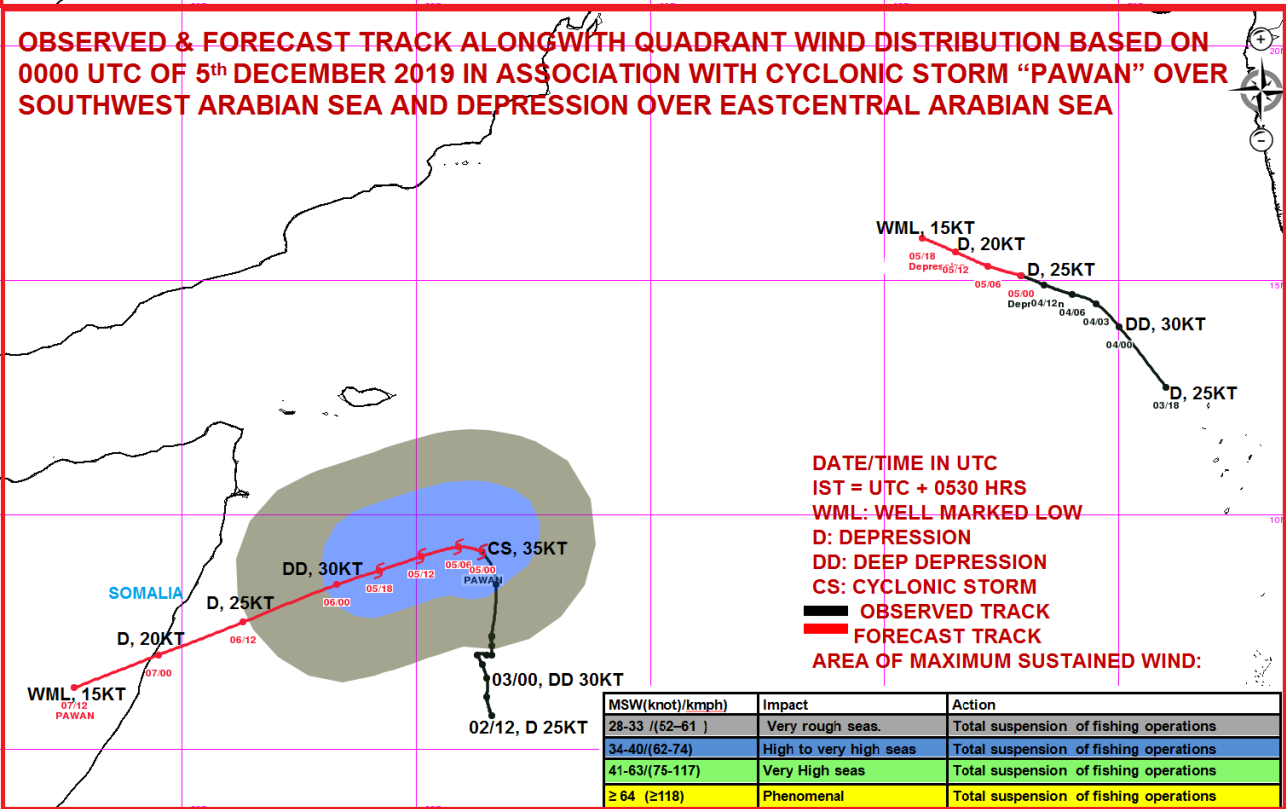 OBSERVED & FORECAST TRACK ALONGWITH QUADRANT WIND DISTRIBUTION BASED ON
0000 UTC OF 5th DECEMBER 2019 IN ASSOCIATION WITH CYCLONIC STORM “PAWAN” OVER
SOUTHWEST ARABIAN SEA AND DEPRESSION OVER EASTCENTRAL ARABIAN SEA
WML, 15KT
D, 20KT
05/18
05/12
D, 25KT
05/06
05/00
04/12
04/06
04/03
DD, 30KT
04/00
D, 25KT
03/18
15
10
DATE/TIME IN UTC
IST = UTC + 0530 HRS
WML: WELL MARKED LOW
D: DEPRESSION
DD: DEEP DEPRESSION
CS: CYCLONIC STORM
OBSERVED TRACK
FORECAST TRACK
AREA OF MAXIMUM SUSTAINED WIND:
CS, 35KT
05/00
PAWAN
05/06
05/12
05/18
DD, 30KT
06/00
SOMALIA
D, 25KT
06/12
D, 20KT
07/00
WML, 15KT
07/12
PAWAN
03/00, DD 30KT
02/12, D 25KT
MSW(knot)/kmph) Impact Action
28-33 /(52–61 ) Very rough seas. Total suspension of fishing operations
34-40/(62-74) High to very high seas Total suspension of fishing operations
41-63/(75-117) Very High seas Total suspension of fishing operations
≥ 64 (≥118) Phenomenal Total suspension of fishing operations